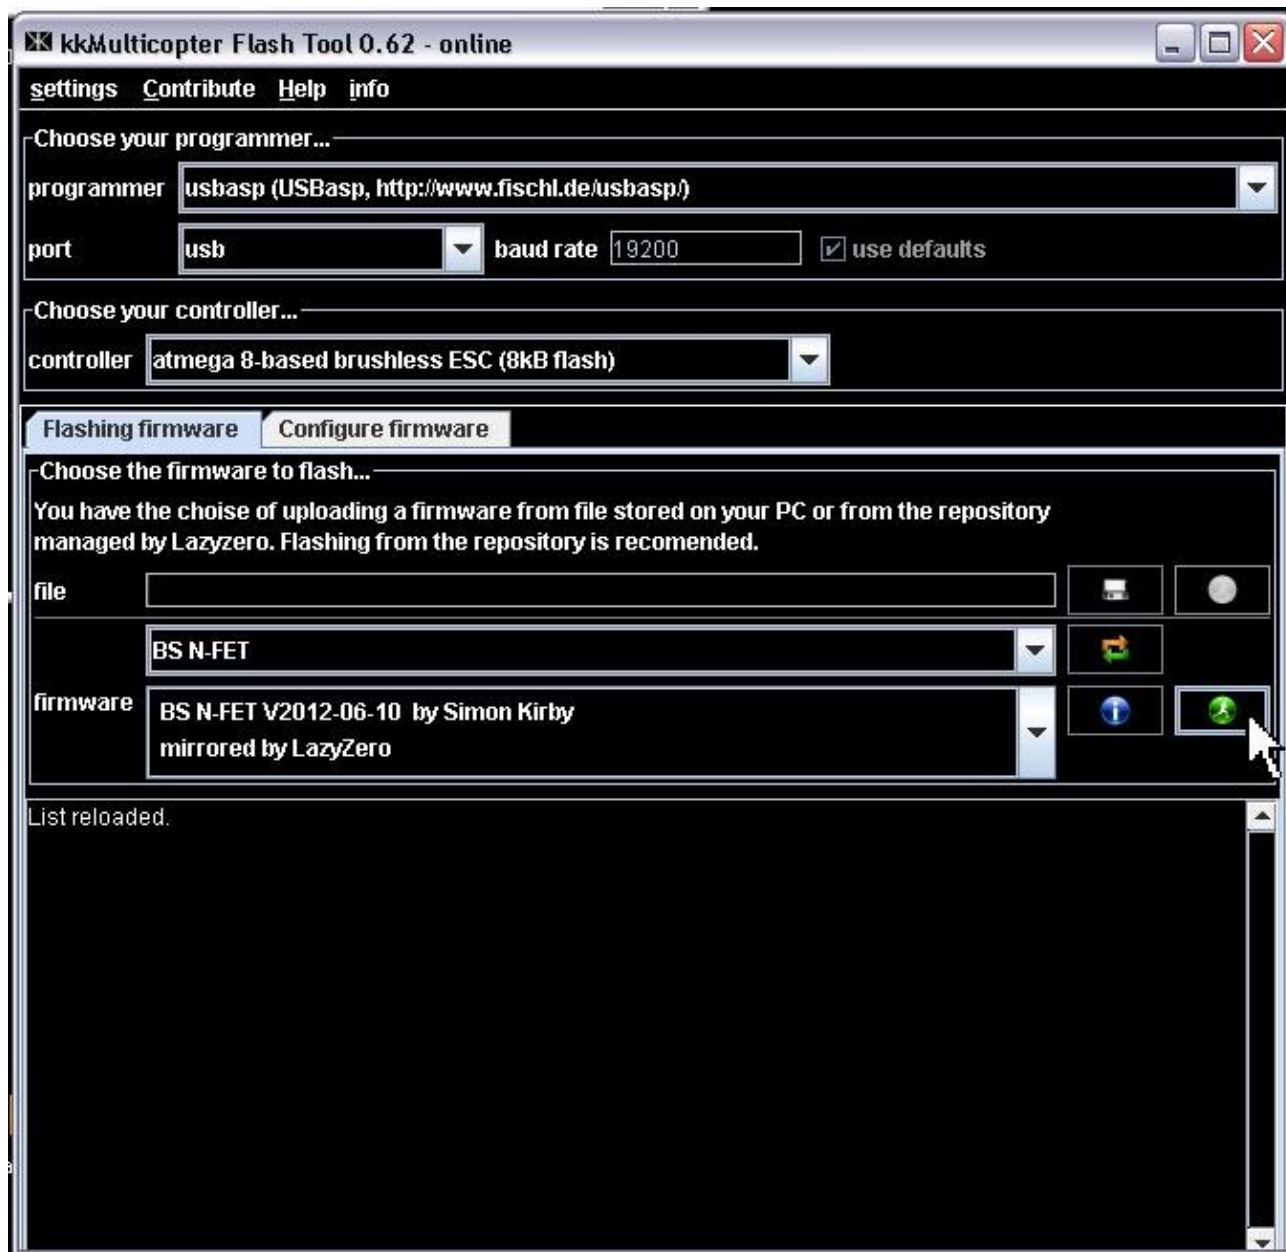 kkMulticopter Flash Tool 0.62 - online
settings Contribute Help info
Choose your programmer...
programmer usbasp (USBasp, http://www.fischl.de/usbasp/)
port usb baud rate 19200 use defaults
Choose your controller...
controller atmega 8-based brushless ESC (8kB flash)
Flashing firmware Configure firmware
Choose the firmware to flash...
You have the choise of uploading a firmware from file stored on your PC or from the repository
managed by Lazyzero. Flashing from the repository is recomended.
file
BS N-FET
firmware
BS N-FET V2012-06-10 by Simon Kirby
mirrored by LazyZero
List reloaded.